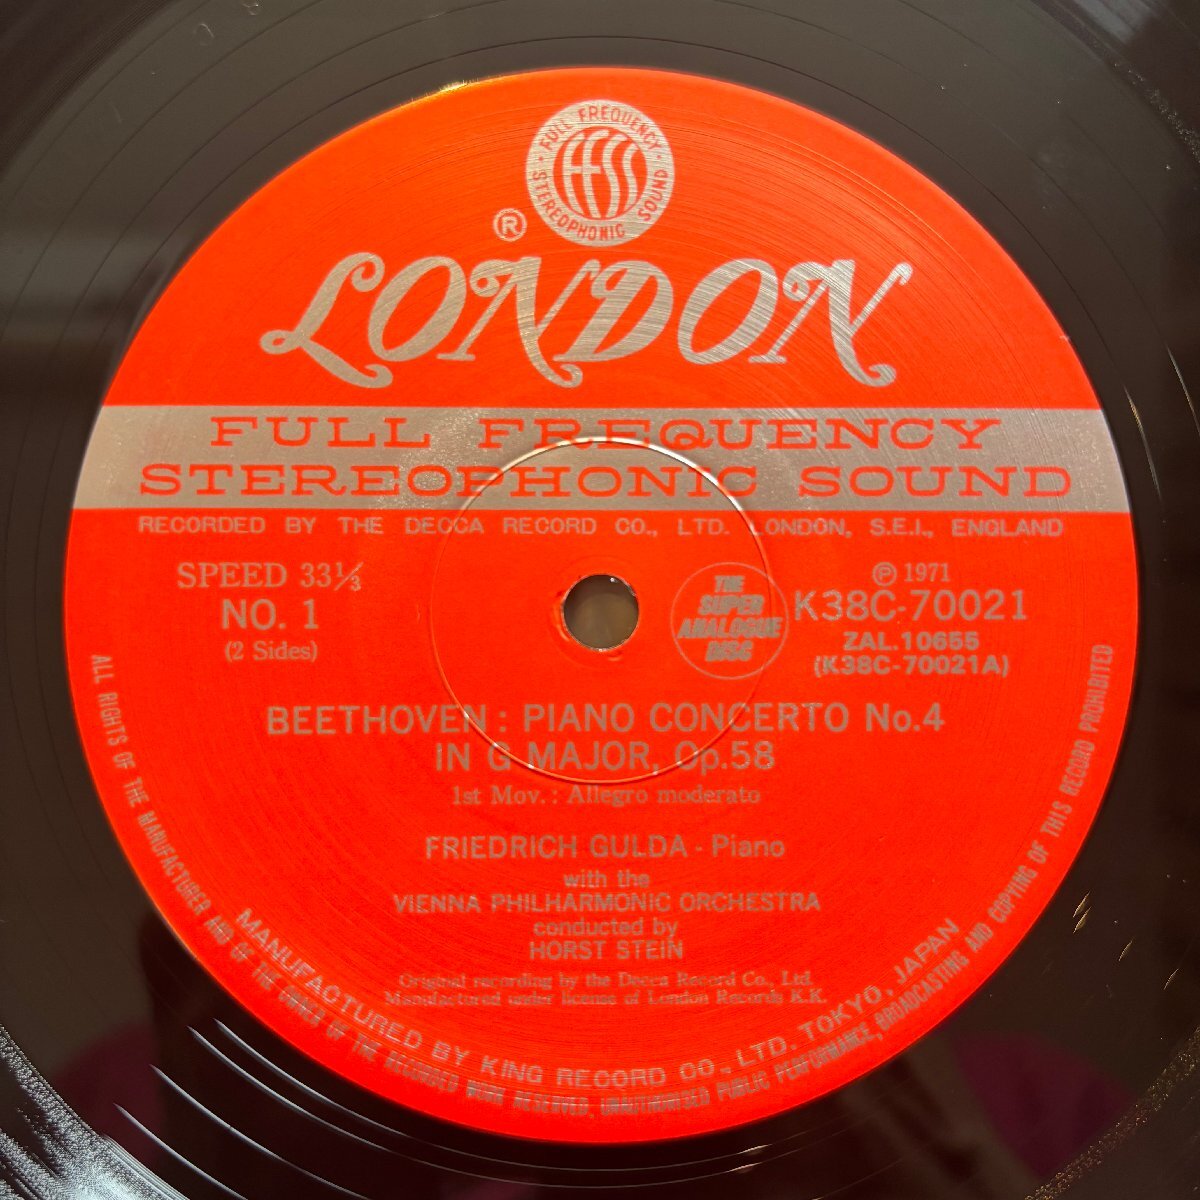 FULL FREQUENCY
FFSS
STEREOPHONIC SOUND
®
LONDON
FULL FREQUENCY
STEREOPHONIC SOUND
RECORDED BY THE DECCA RECORD CO., LTD. LONDON, S.E.I., ENGLAND
SPEED 33⅓
NO. 1
(2 Sides)
THE
SUPER
ANALOGUE
DISC
℗ 1971
K38C-70021
ZAL.10655
(K38C-70021A)
BEETHOVEN : PIANO CONCERTO No.4
IN G MAJOR, Op.58
1st Mov. : Allegro moderato
FRIEDRICH GULDA - Piano
with the
VIENNA PHILHARMONIC ORCHESTRA
conducted by
HORST STEIN
Original recording by the Decca Record Co., Ltd.
Manufactured under license of London Records K.K.
MANUFACTURED BY KING RECORD CO., LTD. TOKYO, JAPAN
ALL RIGHTS OF THE MANUFACTURER AND OF THE OWNER OF THE RECORDED WORK RESERVED, UNAUTHORISED PUBLIC PERFORMANCE, BROADCASTING AND COPYING OF THIS RECORD PROHIBITED